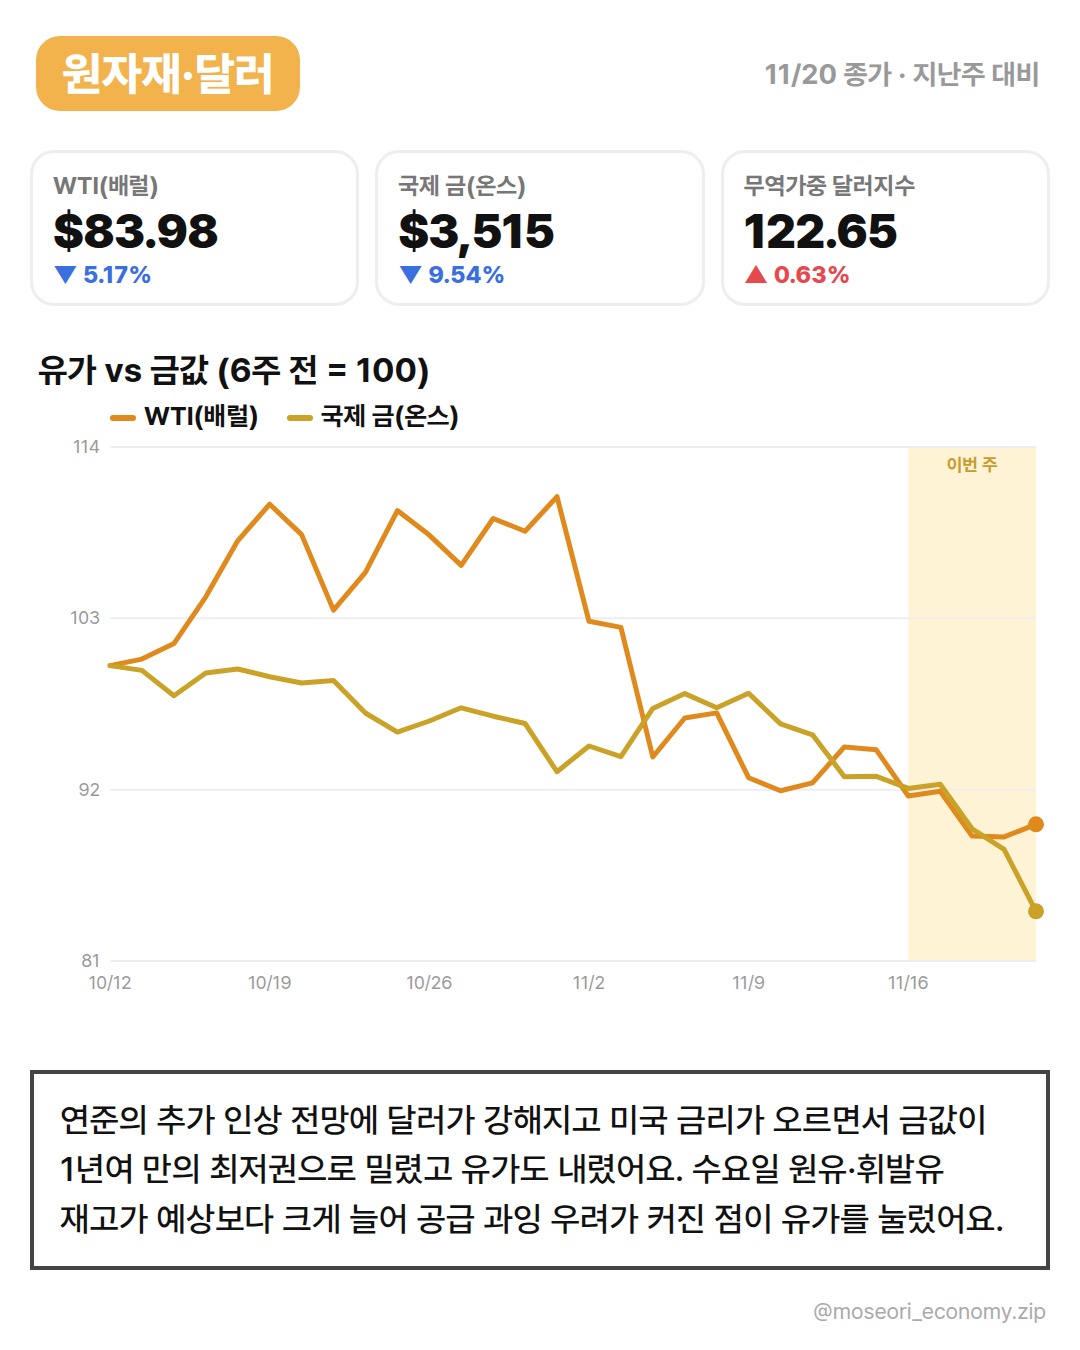 원자재·달러
11/20 종가 · 지난주 대비
WTI(배럴)
$83.98
▼ 5.17%
국제 금(온스)
$3,515
▼ 9.54%
무역가중 달러지수
122.65
▲ 0.63%
유가 vs 금값 (6주 전 = 100)
WTI(배럴) 국제 금(온스)
114
이번 주
103
92
81
10/12 10/19 10/26 11/2 11/9 11/16
연준의 추가 인상 전망에 달러가 강해지고 미국 금리가 오르면서 금값이
1년여 만의 최저권으로 밀렸고 유가도 내렸어요. 수요일 원유·휘발유
재고가 예상보다 크게 늘어 공급 과잉 우려가 커진 점이 유가를 눌렀어요.
@moseori_economy.zip